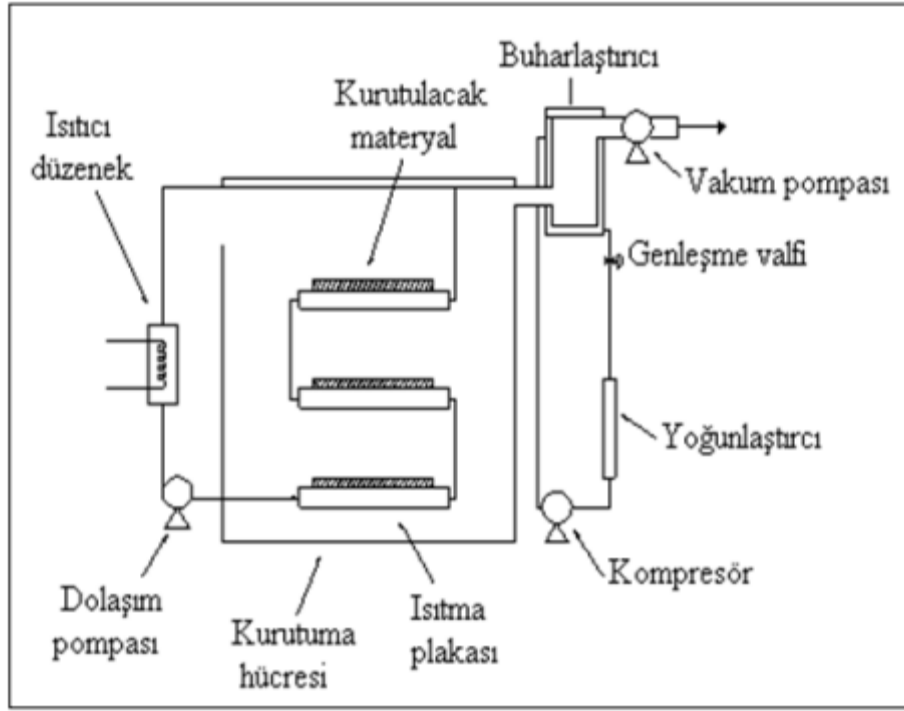 Buharlaştırıcı
Kurutulacak
materyal
Isıtıcı
düzenek
Vakum pompası
Genleşme valfi
Yoğunlaştırcı
Kompresör
Dolaşım
pompası
Kurutuma
hücresi
Isıtma
plakası